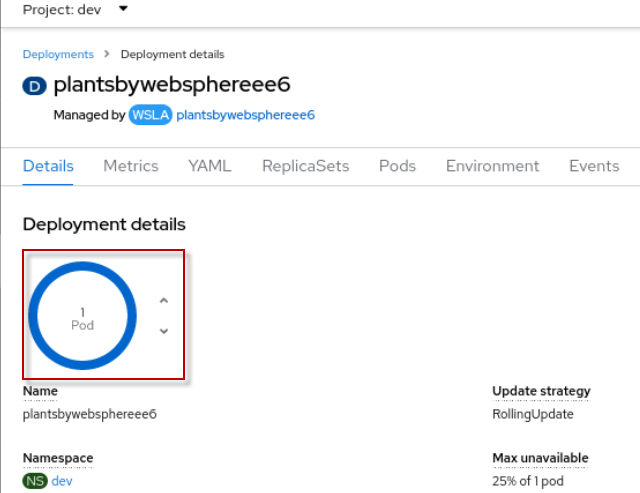 Project: dev
Deployments > Deployment details
D plantsbywebsphereee6
Managed by WSLA plantsbywebsphereee6
Details Metrics YAML ReplicaSets Pods Environment Events
Deployment details
1
Pod
Name
plantsbywebsphereee6
Update strategy
RollingUpdate
Namespace
NS dev
Max unavailable
25% of 1 pod